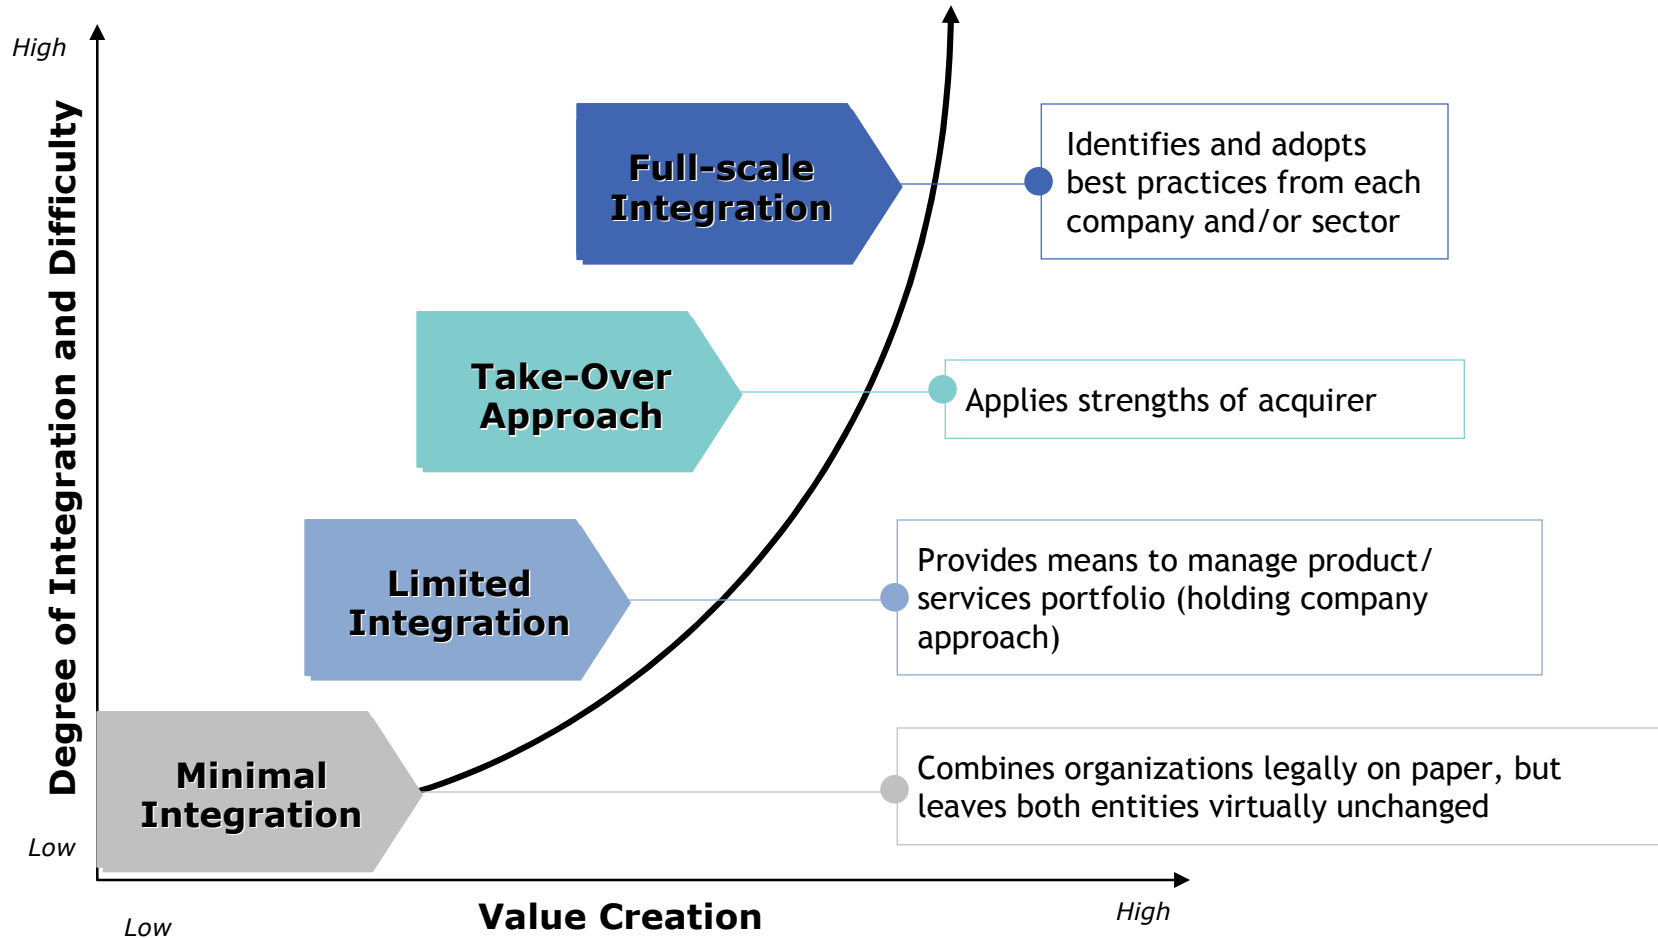 High
Degree of Integration and Difficulty
Full-scale
Integration
Identifies and adopts
best practices from each
company and/or sector
Take-Over
Approach
Applies strengths of acquirer
Limited
Integration
Provides means to manage product/
services portfolio (holding company
approach)
Minimal
Integration
Combines organizations legally on paper, but
leaves both entities virtually unchanged
Low
Low
Value Creation
High